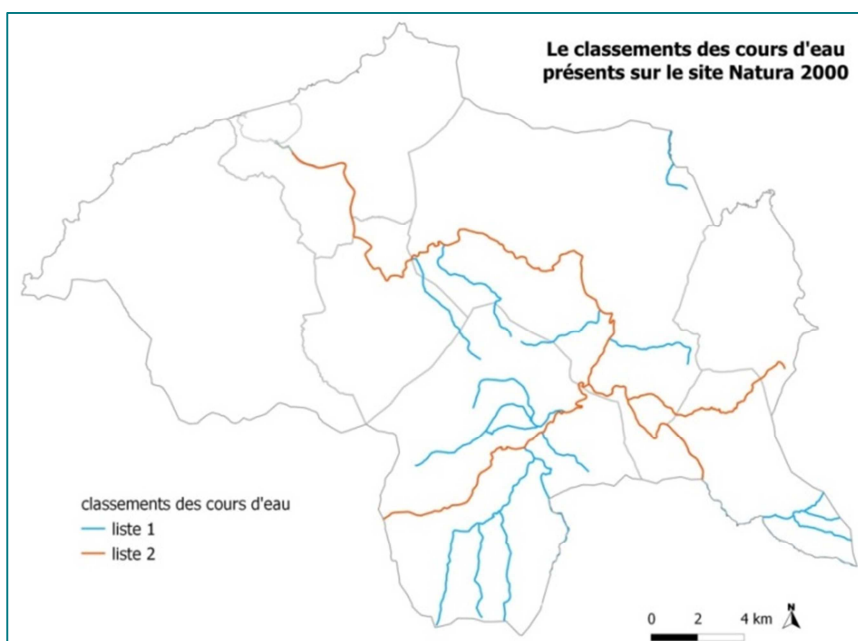 Le classements des cours d'eau
présents sur le site Natura 2000
classements des cours d'eau
liste 1
liste 2
0 2 4 km
N